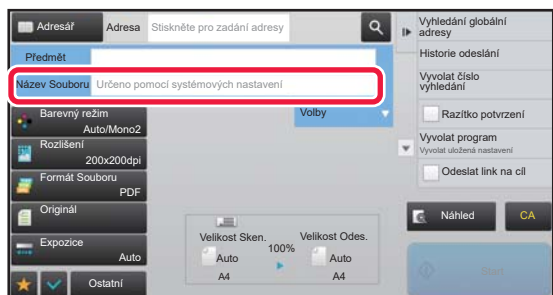 Adresář
Adresa
Stiskněte pro zadání adresy
Předmět
Název Souboru
Určeno pomocí systémových nastavení
Barevný režim
Auto/Mono2
Rozlišení
200x200dpi
Formát Souboru
PDF
Originál
Expozice
Auto
Ostatní
Volby
Velikost Sken.
100%
Velikost Odes.
Auto
A4
Auto
A4
Vyhledání globální
adresy
Historie odeslání
Vyvolat číslo
vyhledání
Razítko potvrzení
Vyvolat program
Vyvolat uložená nastavení
Odeslat link na cíl
Náhled
CA
Start